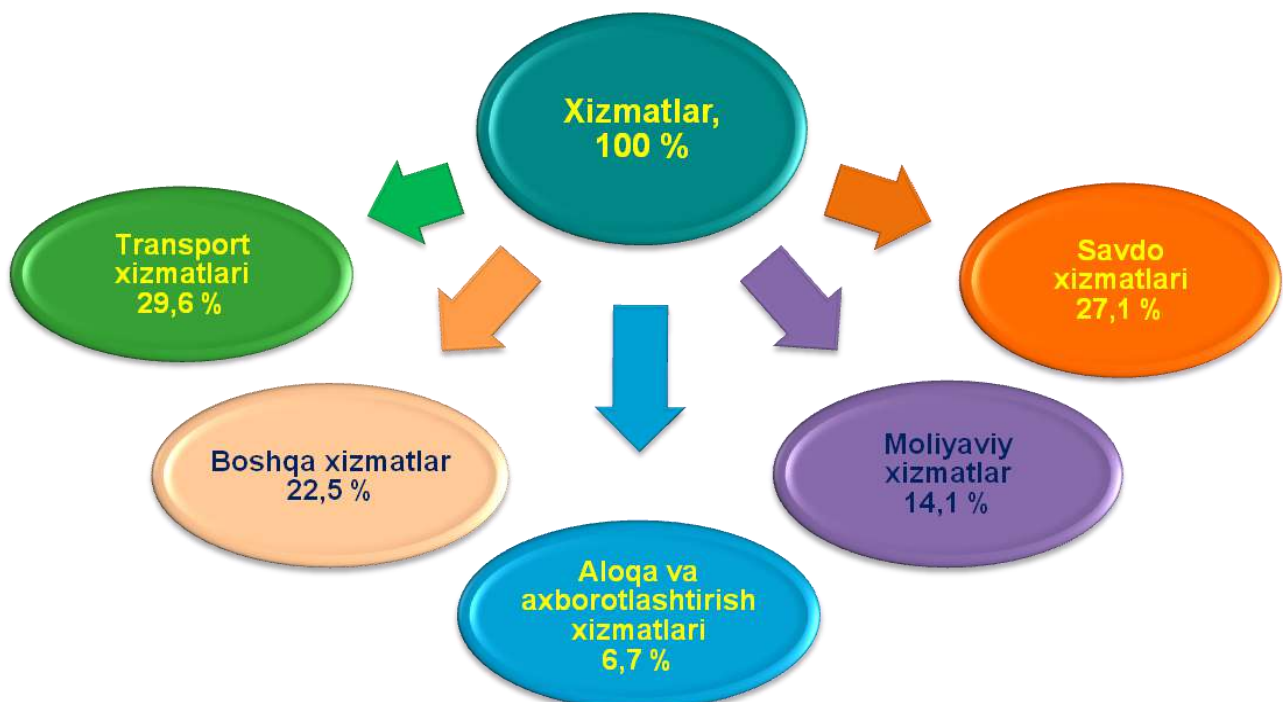 Xizmatlar,
100 %
Transport
xizmatlari
29,6 %
Savdo
xizmatlari
27,1 %
Boshqa xizmatlar
22,5 %
Moliyaviy
xizmatlar
14,1 %
Aloqa va
axborotlashtirish
xizmatlari
6,7 %